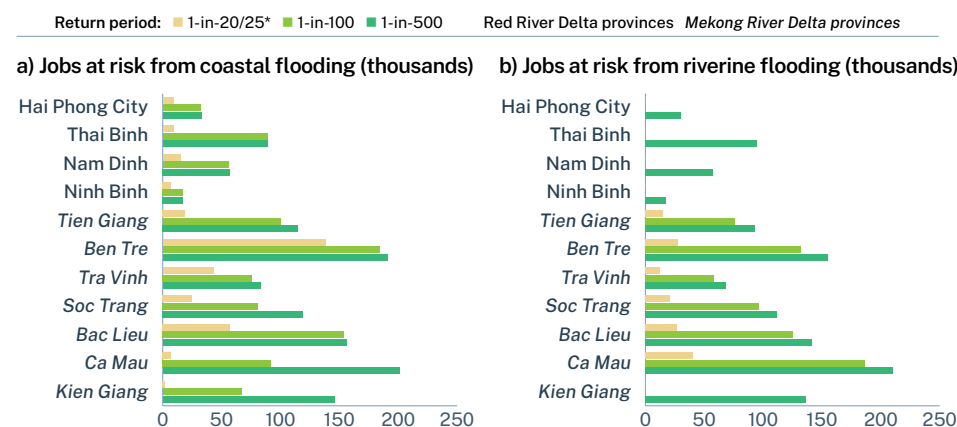 Return period: 1-in-20/25* 1-in-100 1-in-500 Red River Delta provinces Mekong River Delta provinces
a) Jobs at risk from coastal flooding (thousands)
Hai Phong City
Thai Binh
Nam Dinh
Ninh Binh
Tien Giang
Ben Tre
Tra Vinh
Soc Trang
Bac Lieu
Ca Mau
Kien Giang
0 50 100 150 200 250
b) Jobs at risk from riverine flooding (thousands)
Hai Phong City
Thai Binh
Nam Dinh
Ninh Binh
Tien Giang
Ben Tre
Tra Vinh
Soc Trang
Bac Lieu
Ca Mau
Kien Giang
0 50 100 150 200 250